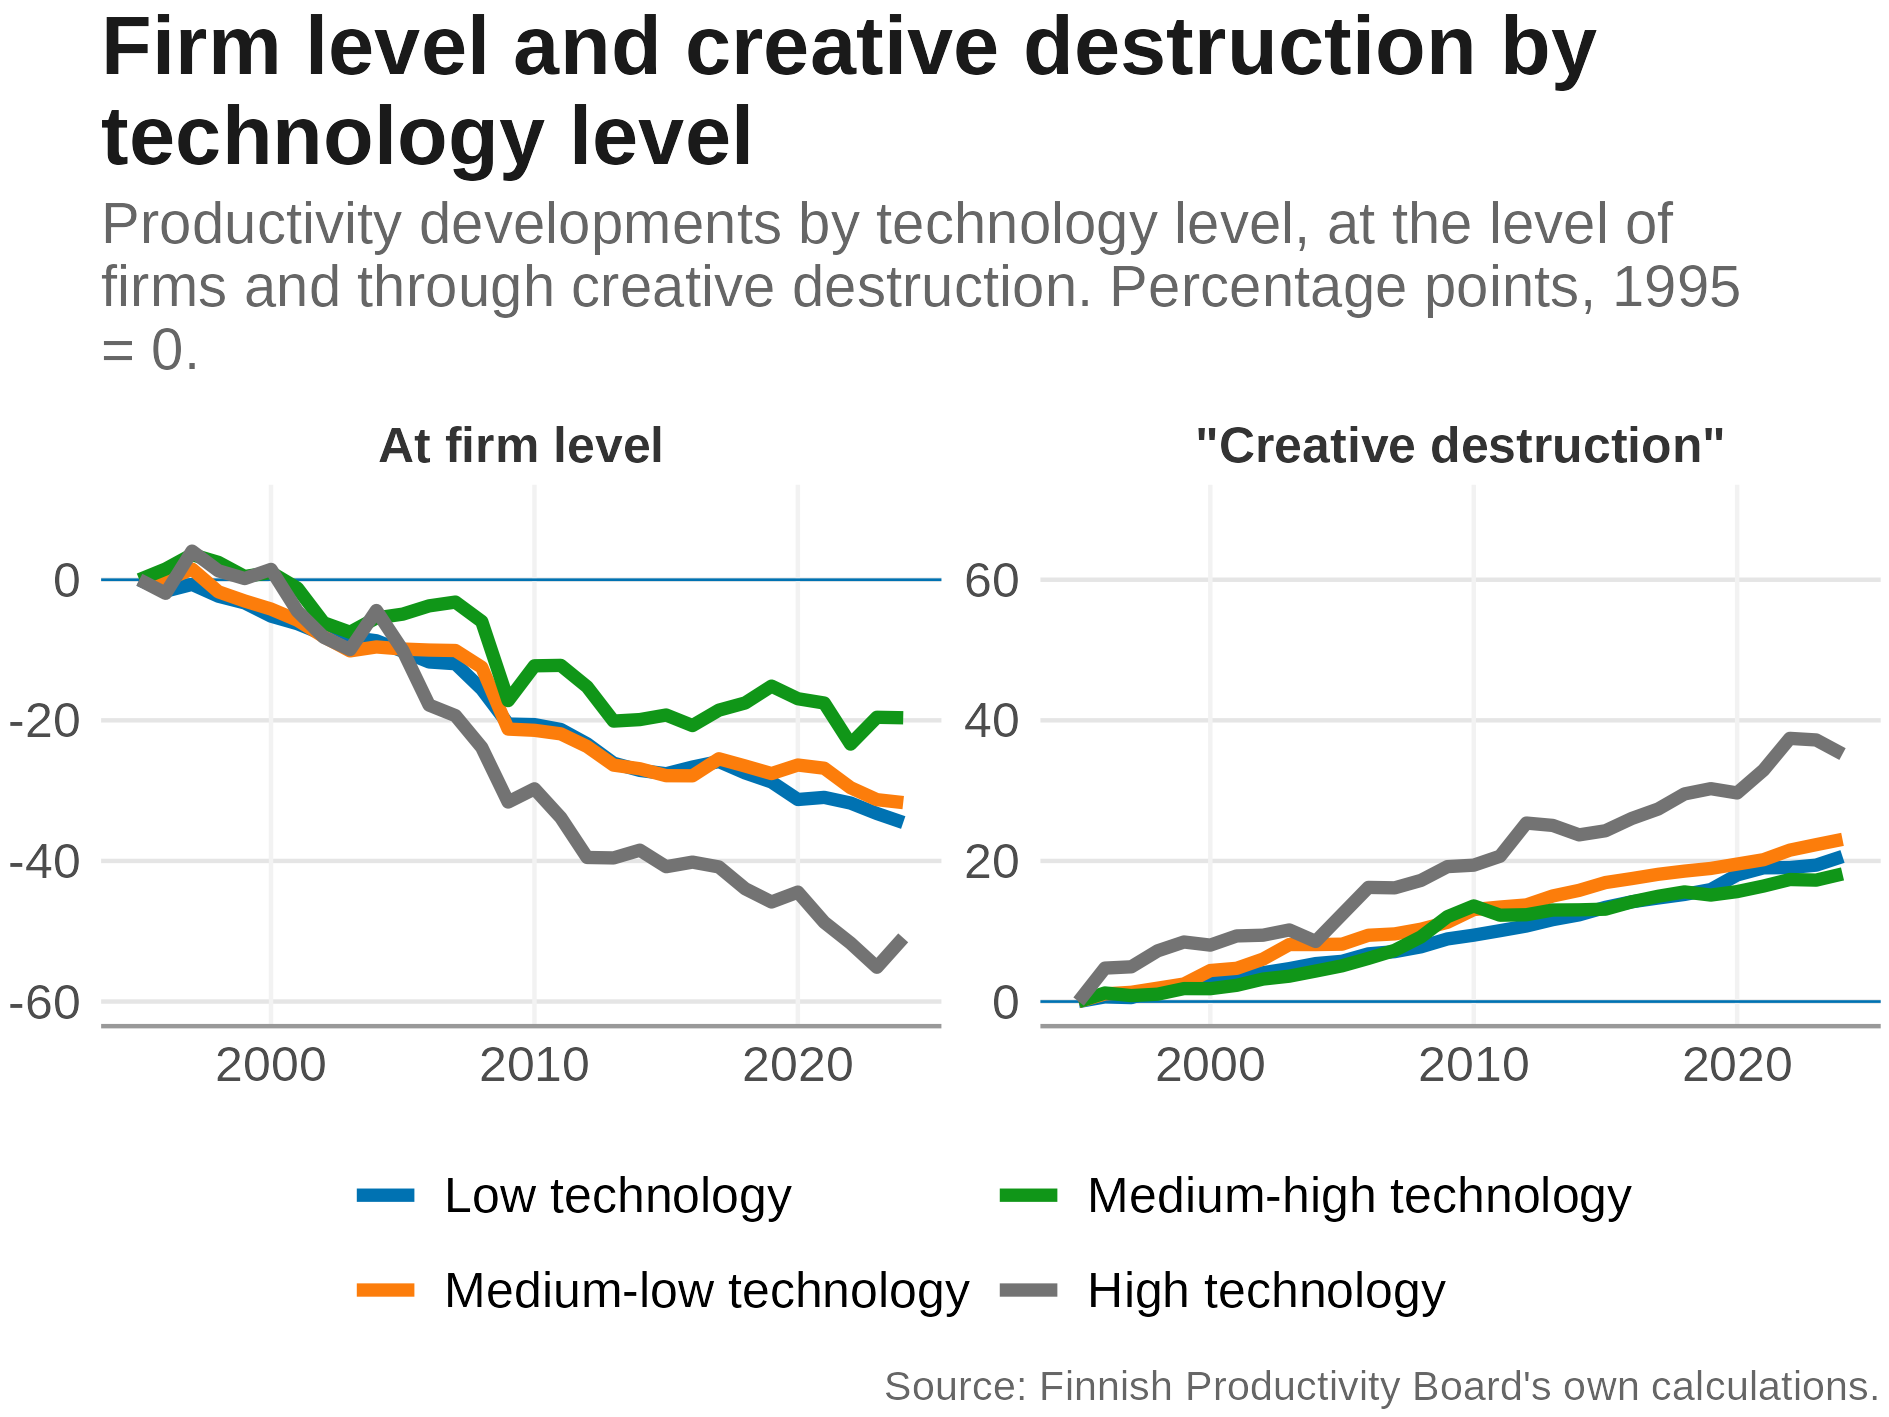 Firm level and creative destruction by
technology level
Productivity developments by technology level, at the level of
firms and through creative destruction. Percentage points, 1995
= 0.
At firm level
"Creative destruction"
0
-20
-40
-60
60
40
20
0
2000 2010 2020
2000 2010 2020
Low technology
Medium-high technology
Medium-low technology
High technology
Source: Finnish Productivity Board's own calculations.